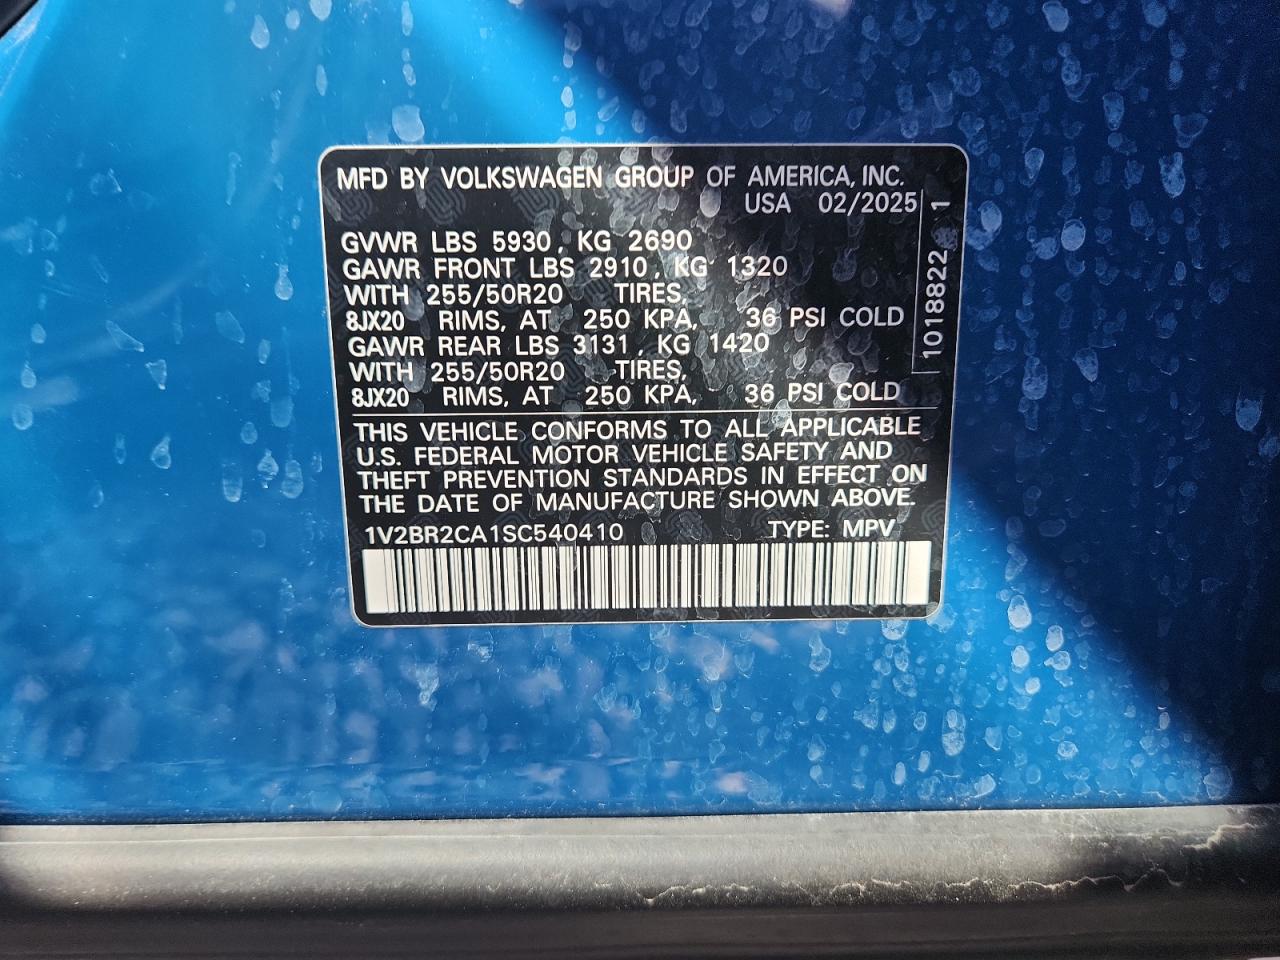 MFD BY VOLKSWAGEN GROUP OF AMERICA, INC.
USA 02/2025
GVWR LBS 5930, KG 2690
GAWR FRONT LBS 2910, KG 1320
WITH 255/50R20 TIRES,
8JX20 RIMS, AT 250 KPA, 36 PSI COLD
GAWR REAR LBS 3131, KG 1420
WITH 255/50R20 TIRES,
8JX20 RIMS, AT 250 KPA, 36 PSI COLD
THIS VEHICLE CONFORMS TO ALL APPLICABLE
U.S. FEDERAL MOTOR VEHICLE SAFETY AND
THEFT PREVENTION STANDARDS IN EFFECT ON
THE DATE OF MANUFACTURE SHOWN ABOVE.
1V2BR2CA1SC540410 TYPE: MPV
1018822 1